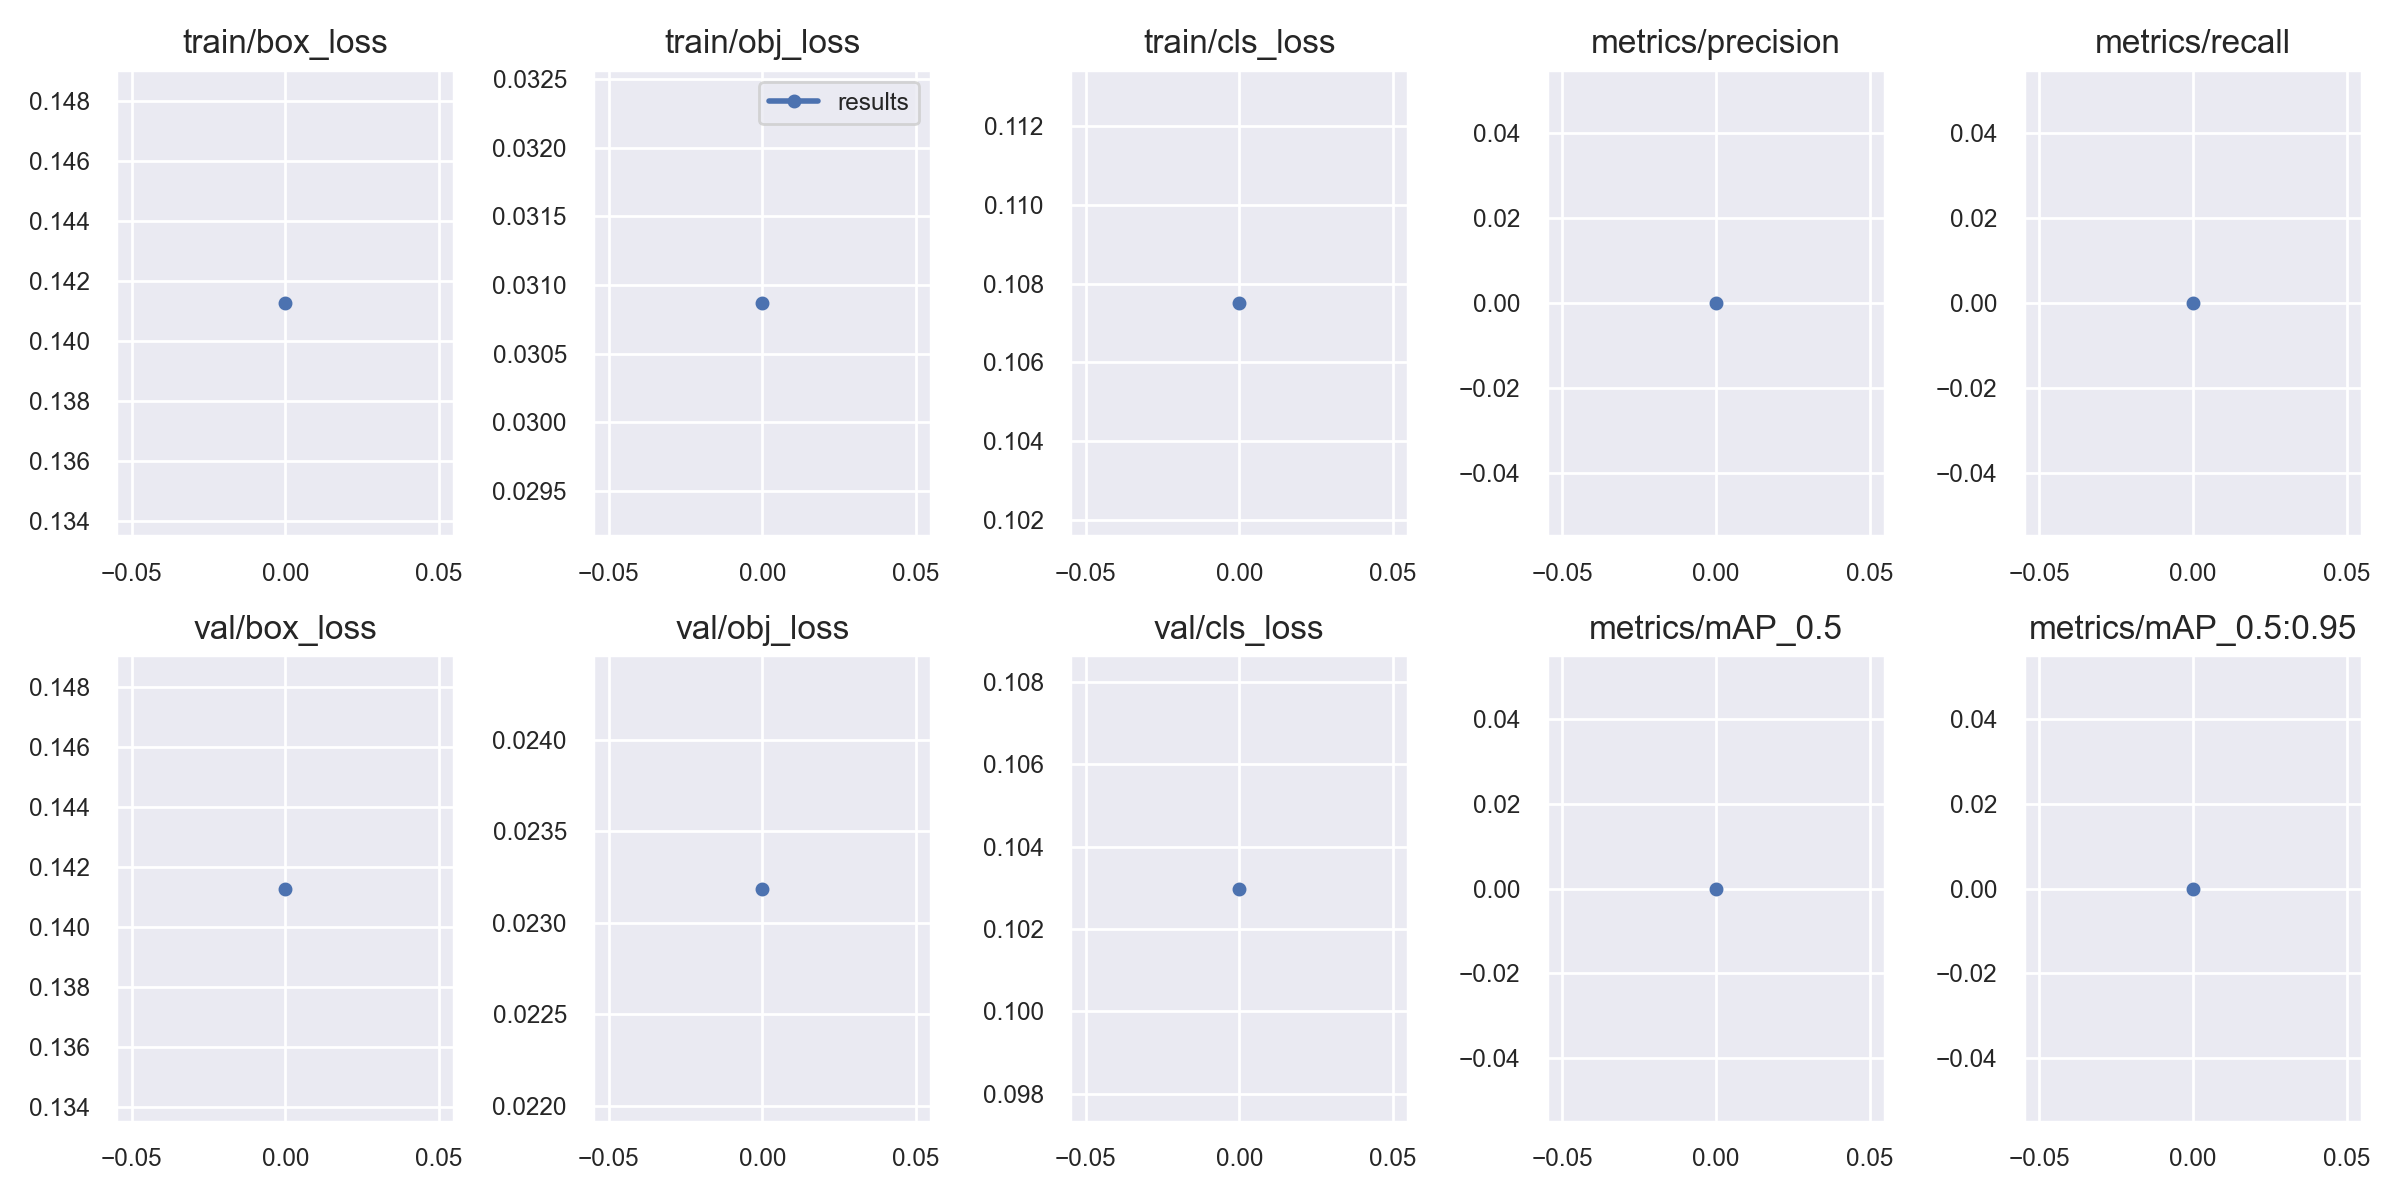 train/box_loss
0.148
0.146
0.144
0.142
0.140
0.138
0.136
0.134
−0.05 0.00 0.05
train/obj_loss
results
0.0325
0.0320
0.0315
0.0310
0.0305
0.0300
0.0295
−0.05 0.00 0.05
train/cls_loss
0.112
0.110
0.108
0.106
0.104
0.102
−0.05 0.00 0.05
metrics/precision
0.04
0.02
0.00
−0.02
−0.04
−0.05 0.00 0.05
metrics/recall
0.04
0.02
0.00
−0.02
−0.04
−0.05 0.00 0.05
val/box_loss
0.148
0.146
0.144
0.142
0.140
0.138
0.136
0.134
−0.05 0.00 0.05
val/obj_loss
0.0240
0.0235
0.0230
0.0225
0.0220
−0.05 0.00 0.05
val/cls_loss
0.108
0.106
0.104
0.102
0.100
0.098
−0.05 0.00 0.05
metrics/mAP_0.5
0.04
0.02
0.00
−0.02
−0.04
−0.05 0.00 0.05
metrics/mAP_0.5:0.95
0.04
0.02
0.00
−0.02
−0.04
−0.05 0.00 0.05